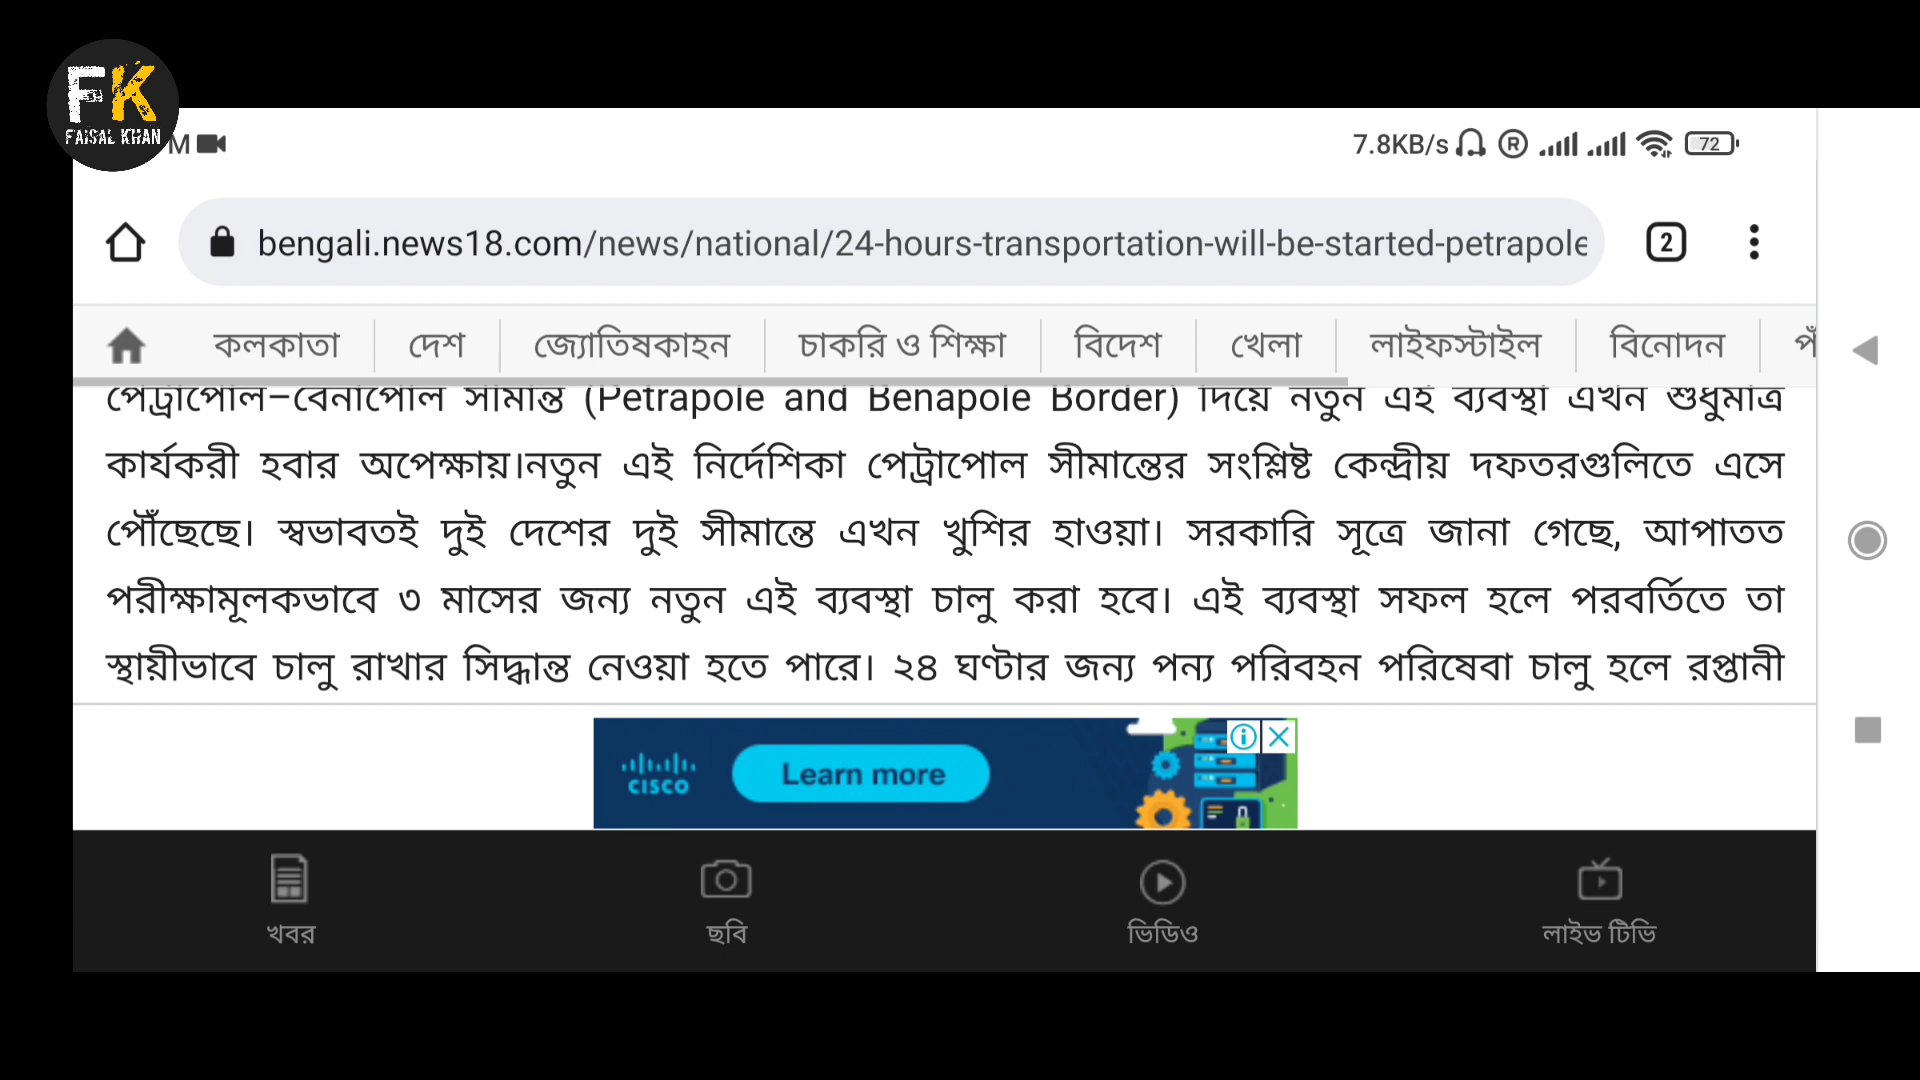 FK
FAISAL KHAN
M
7.8KB/s
R
72
bengali.news18.com/news/national/24-hours-transportation-will-be-started-petrapole
2
কলকাতা
দেশ
জ্যোতিষকাহন
চাকরি ও শিক্ষা
বিদেশ
খেলা
লাইফস্টাইল
বিনোদন
পেট্রাপোল–বেনাপোল সীমান্ত (Petrapole and Benapole Border) দিয়ে নতুন এই ব্যবস্থা এখন শুধুমাত্র
কার্যকরী হবার অপেক্ষায়।নতুন এই নির্দেশিকা পেট্রাপোল সীমান্তের সংশ্লিষ্ট কেন্দ্রীয় দফতরগুলিতে এসে
পৌঁছেছে। স্বভাবতই দুই দেশের দুই সীমান্তে এখন খুশির হাওয়া। সরকারি সূত্রে জানা গেছে, আপাতত
পরীক্ষামূলকভাবে ৩ মাসের জন্য নতুন এই ব্যবস্থা চালু করা হবে। এই ব্যবস্থা সফল হলে পরবর্তিতে তা
স্থায়ীভাবে চালু রাখার সিদ্ধান্ত নেওয়া হতে পারে। ২৪ ঘণ্টার জন্য পন্য পরিবহন পরিষেবা চালু হলে রপ্তানী
CISCO
Learn more
খবর
ছবি
ভিডিও
লাইভ টিভি